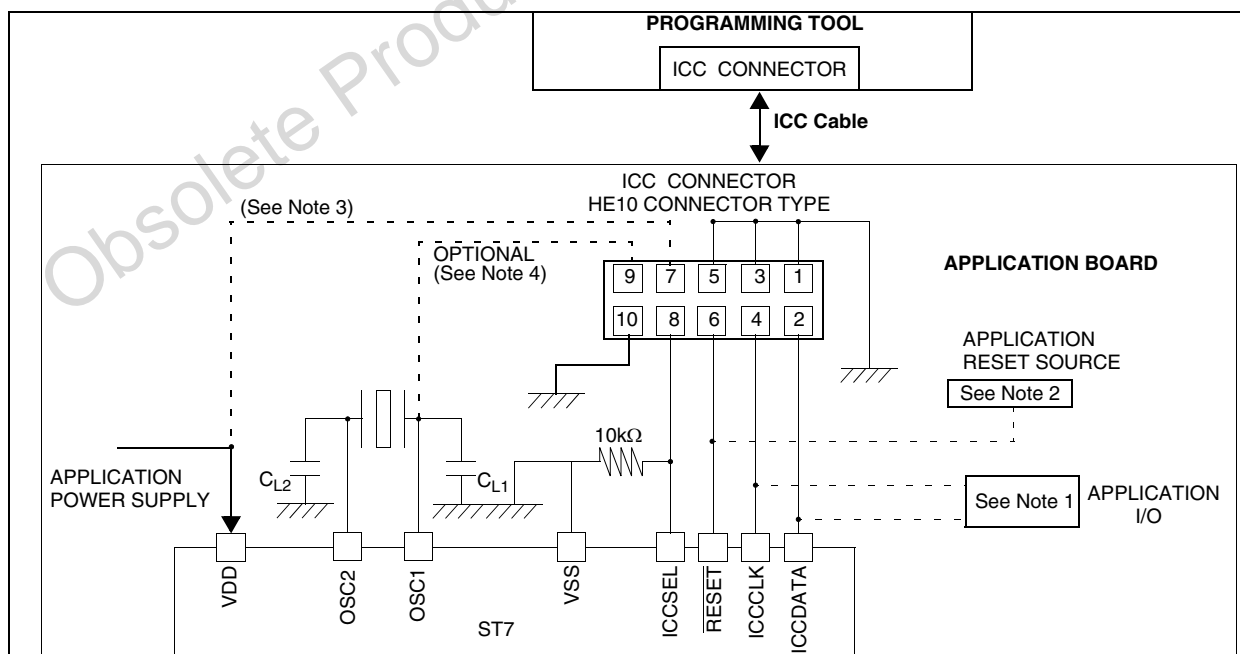 PROGRAMMING TOOL
ICC CONNECTOR
ICC Cable
ICC CONNECTOR
HE10 CONNECTOR TYPE
(See Note 3)
OPTIONAL
(See Note 4)
9 7 5 3 1
10 8 6 4 2
APPLICATION BOARD
APPLICATION
RESET SOURCE
See Note 2
10kΩ
CL2
CL1
APPLICATION
POWER SUPPLY
See Note 1
APPLICATION
I/O
VDD
OSC2
OSC1
VSS
ICCSEL
RESET
ICCCLK
ICCDATA
ST7
Obsolete Produ